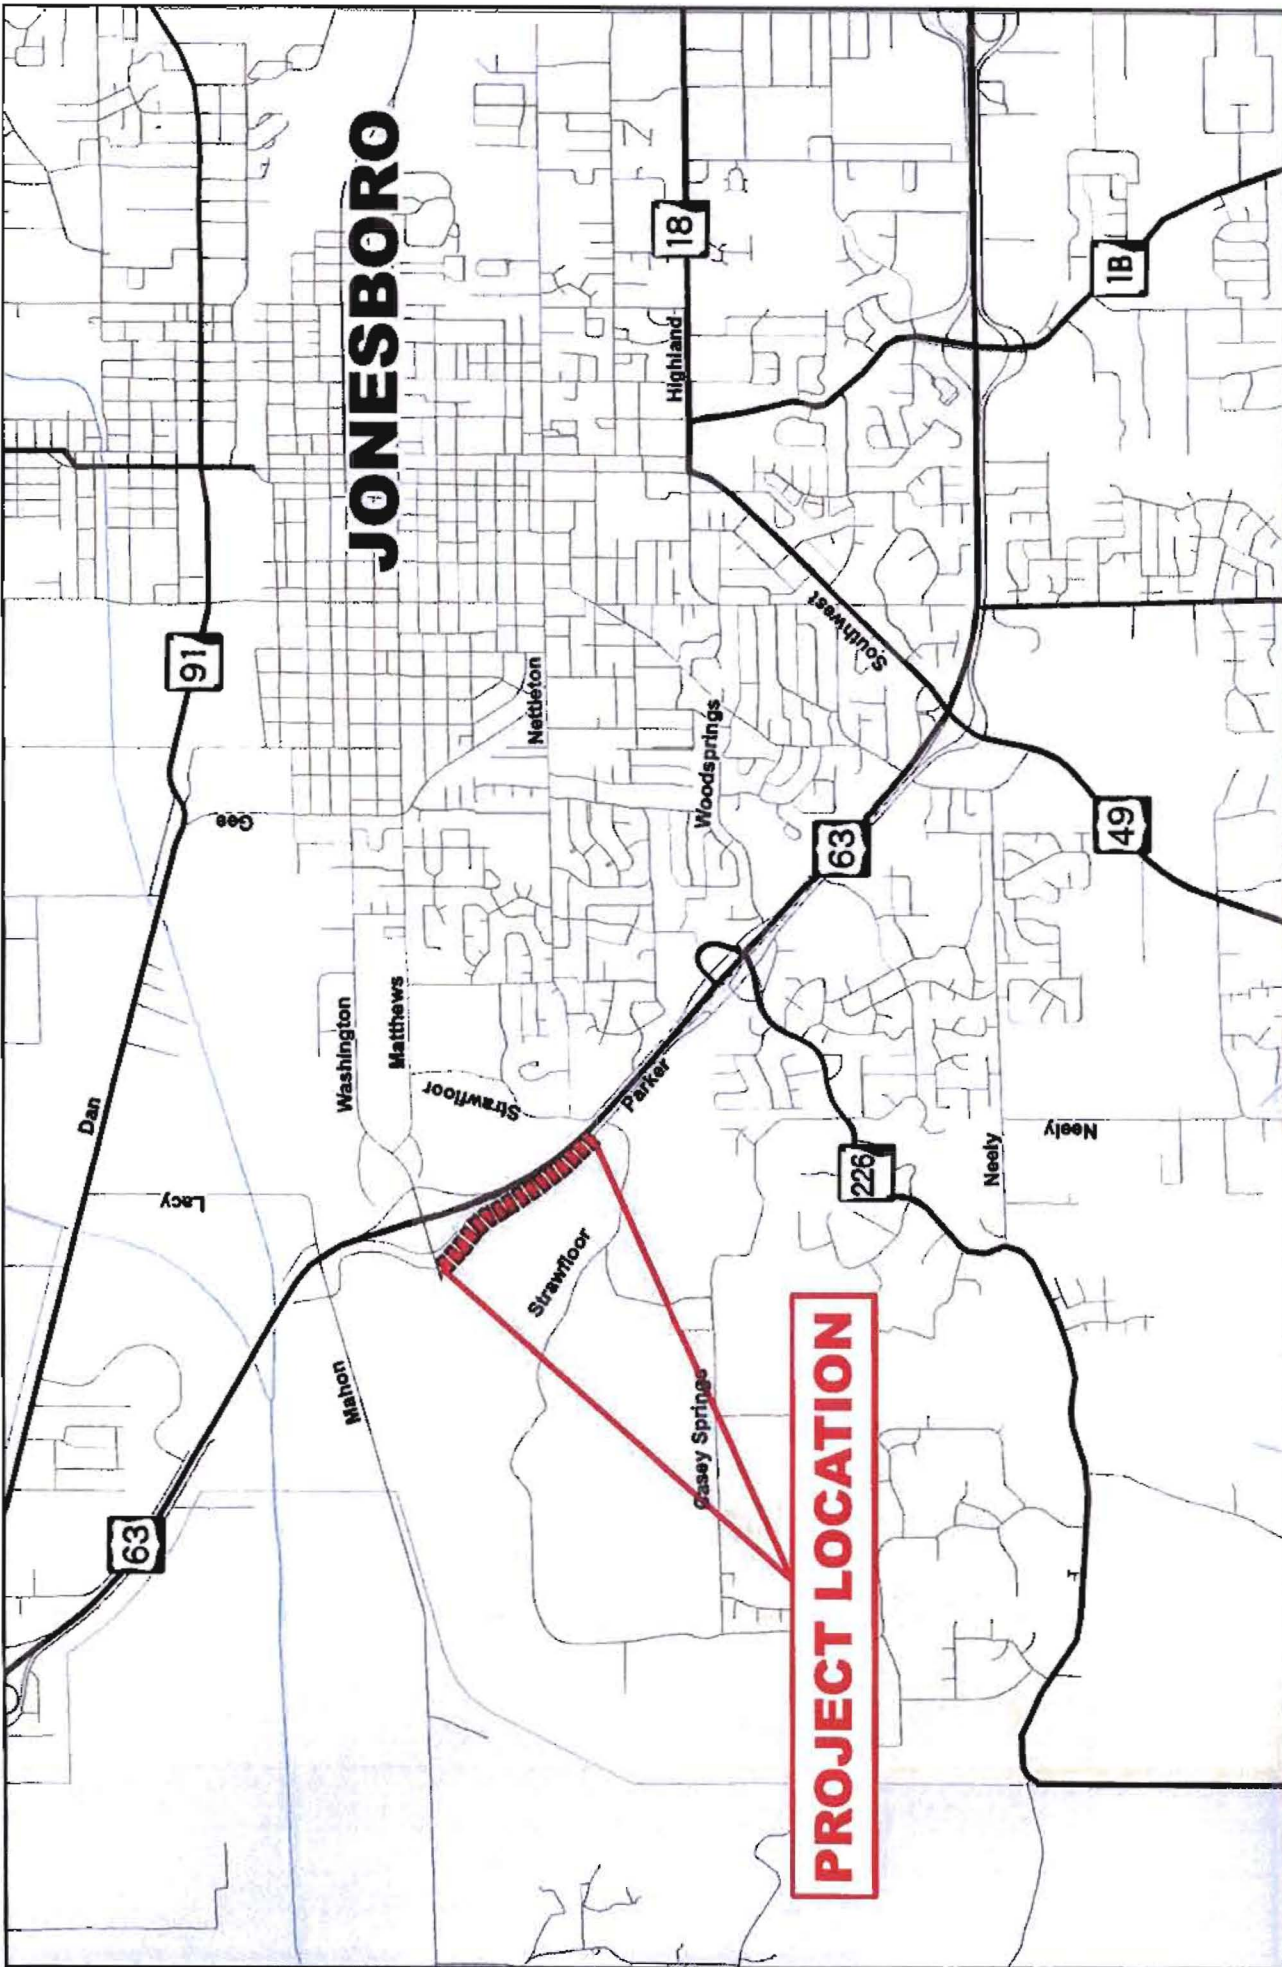 JONESBORO
91
18
1B
63
63
49
226
Dan
Lacy
Gee
Washington
Matthews
Mahon
Strawfloor
Strawfloor
Parker
Nettleton
Highland
Southwest
Woodsprings
Neely
Neely
Casey Springs
PROJECT LOCATION